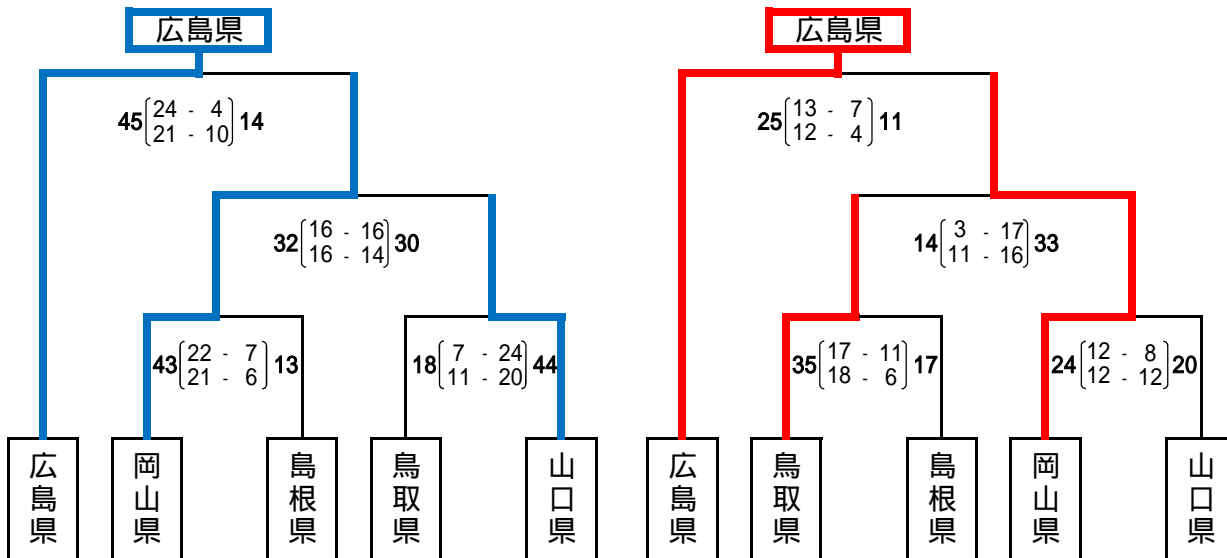 広島県
広島県
45 24 - 4 14
21 - 10
25 13 - 7 11
12 - 4
32 16 - 16 30
16 - 14
14 3 - 17 33
11 - 16
43 22 - 7 13
21 - 6
18 7 - 24 44
11 - 20
35 17 - 11 17
18 - 6
24 12 - 8 20
12 - 12
広島県
岡山県
島根県
鳥取県
山口県
広島県
鳥取県
島根県
岡山県
山口県